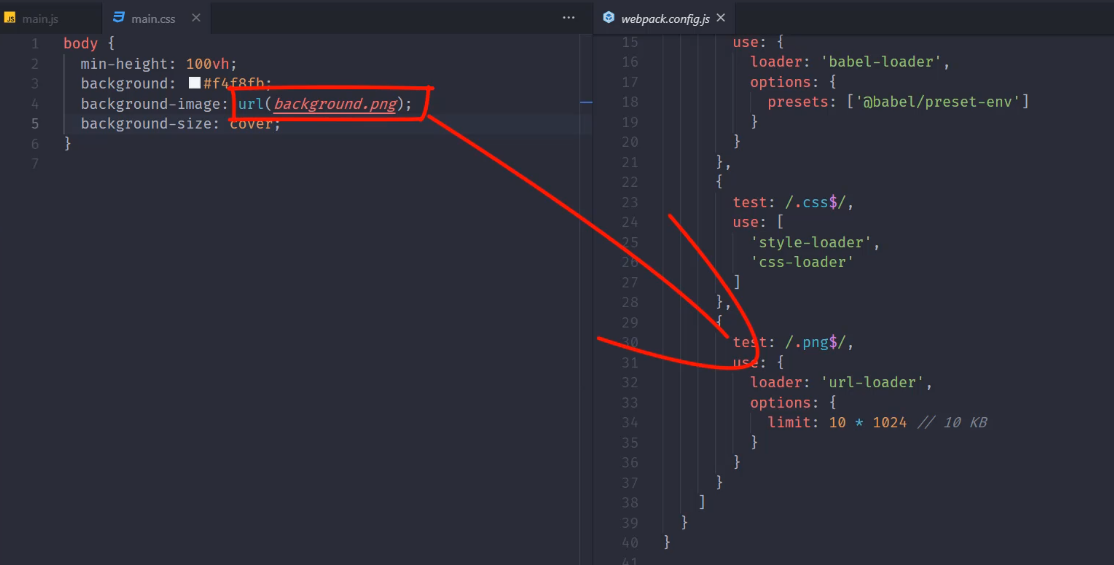 main.js
main.css
1 body {
2 min-height: 100vh;
3 background: #f4f8fb;
4 background-image: url(background.png);
5 background-size: cover;
6 }
7
webpack.config.js
15 use: {
16 loader: 'babel-loader',
17 options: {
18 presets: ['@babel/preset-env']
19 }
20 }
21 },
22 {
23 test: /.css$/,
24 use: [
25 'style-loader',
26 'css-loader'
27 ]
28 },
29 {
30 test: /.png$/,
31 use: {
32 loader: 'url-loader',
33 options: {
34 limit: 10 * 1024 // 10 KB
35 }
36 }
37 }
38 ]
39 }
40 }
41